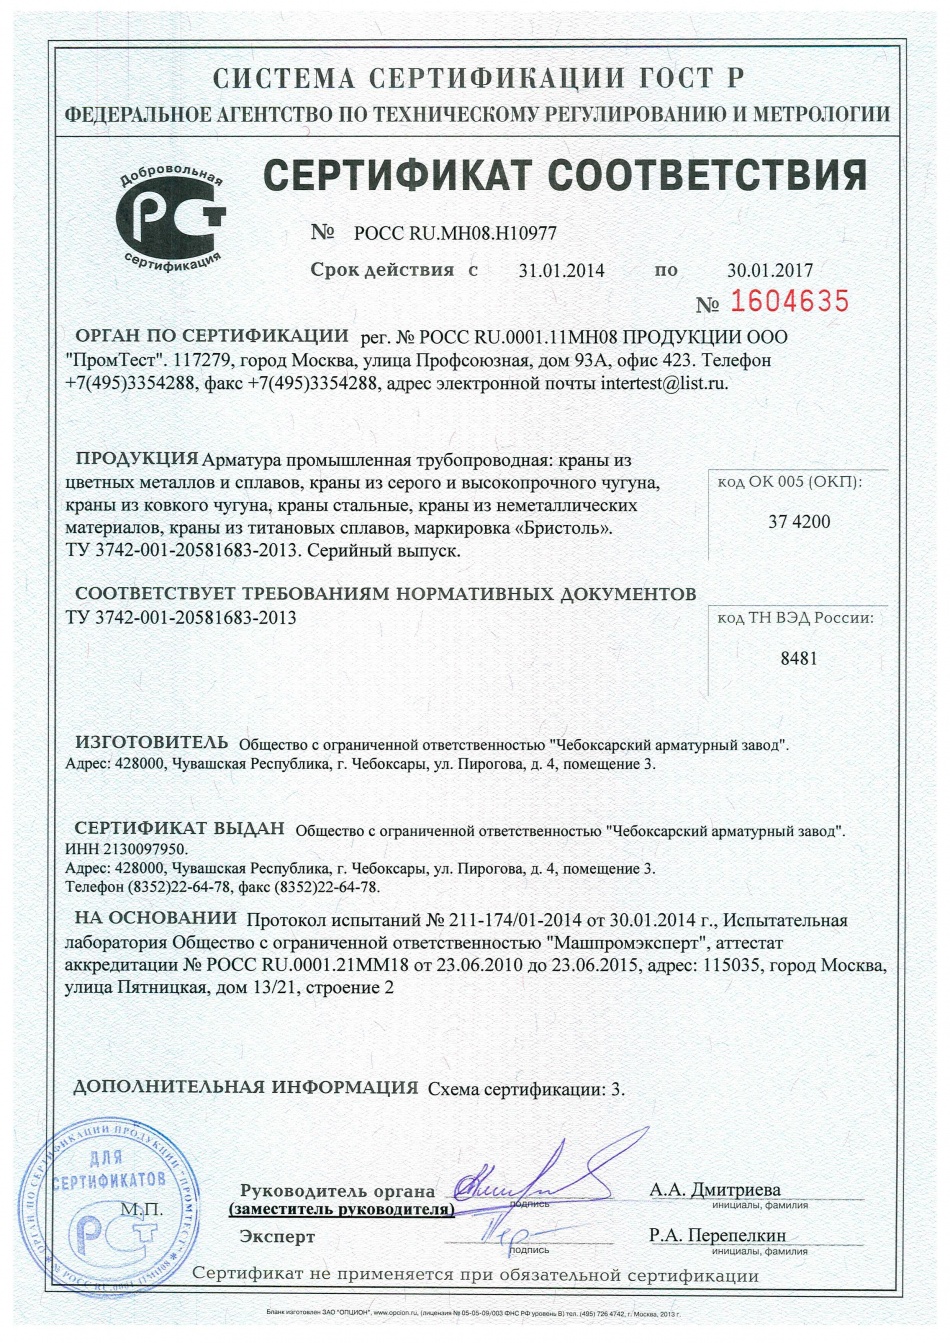 СИСТЕМА СЕРТИФИКАЦИИ ГОСТ Р
ФЕДЕРАЛЬНОЕ АГЕНТСТВО ПО ТЕХНИЧЕСКОМУ РЕГУЛИРОВАНИЮ И МЕТРОЛОГИИ
Добровольная
РСТ
сертификация
СЕРТИФИКАТ СООТВЕТСТВИЯ
№ РОСС RU.МН08.Н10977
Срок действия с 31.01.2014 по 30.01.2017
№ 1604635
ОРГАН ПО СЕРТИФИКАЦИИ рег. № РОСС RU.0001.11МН08 ПРОДУКЦИИ ООО
"ПромТест". 117279, город Москва, улица Профсоюзная, дом 93А, офис 423. Телефон
+7(495)3354288, факс +7(495)3354288, адрес электронной почты intertest@list.ru.
ПРОДУКЦИЯ Арматура промышленная трубопроводная: краны из
цветных металлов и сплавов, краны из серого и высокопрочного чугуна,
краны из ковкого чугуна, краны стальные, краны из неметаллических
материалов, краны из титановых сплавов, маркировка «Бристоль».
ТУ 3742-001-20581683-2013. Серийный выпуск.
код ОК 005 (ОКП):
37 4200
СООТВЕТСТВУЕТ ТРЕБОВАНИЯМ НОРМАТИВНЫХ ДОКУМЕНТОВ
ТУ 3742-001-20581683-2013
код ТН ВЭД России:
8481
ИЗГОТОВИТЕЛЬ Общество с ограниченной ответственностью "Чебоксарский арматурный завод".
Адрес: 428000, Чувашская Республика, г. Чебоксары, ул. Пирогова, д. 4, помещение 3.
СЕРТИФИКАТ ВЫДАН Общество с ограниченной ответственностью "Чебоксарский арматурный завод".
ИНН 2130097950.
Адрес: 428000, Чувашская Республика, г. Чебоксары, ул. Пирогова, д. 4, помещение 3.
Телефон (8352)22-64-78, факс (8352)22-64-78.
НА ОСНОВАНИИ Протокол испытаний № 211-174/01-2014 от 30.01.2014 г., Испытательная
лаборатория Общество с ограниченной ответственностью "Машпромэксперт", аттестат
аккредитации № РОСС RU.0001.21ММ18 от 23.06.2010 до 23.06.2015, адрес: 115035, город Москва,
улица Пятницкая, дом 13/21, строение 2
ДОПОЛНИТЕЛЬНАЯ ИНФОРМАЦИЯ Схема сертификации: 3.
ОРГАН ПО СЕРТИФИКАЦИИ ПРОДУКЦИИ "ПРОМТЕСТ"
ДЛЯ
СЕРТИФИКАТОВ
РСТ
М.П.
Руководитель органа
(заместитель руководителя)
подпись
А.А. Дмитриева
инициалы, фамилия
Эксперт
подпись
Р.А. Перепелкин
инициалы, фамилия
Сертификат не применяется при обязательной сертификации
Бланк изготовлен ЗАО "ОПЦИОН", www.opcion.ru, (лицензия № 05-05-09/003 ФНС РФ уровень В) тел. (495) 726 4742, г. Москва, 2013 г.